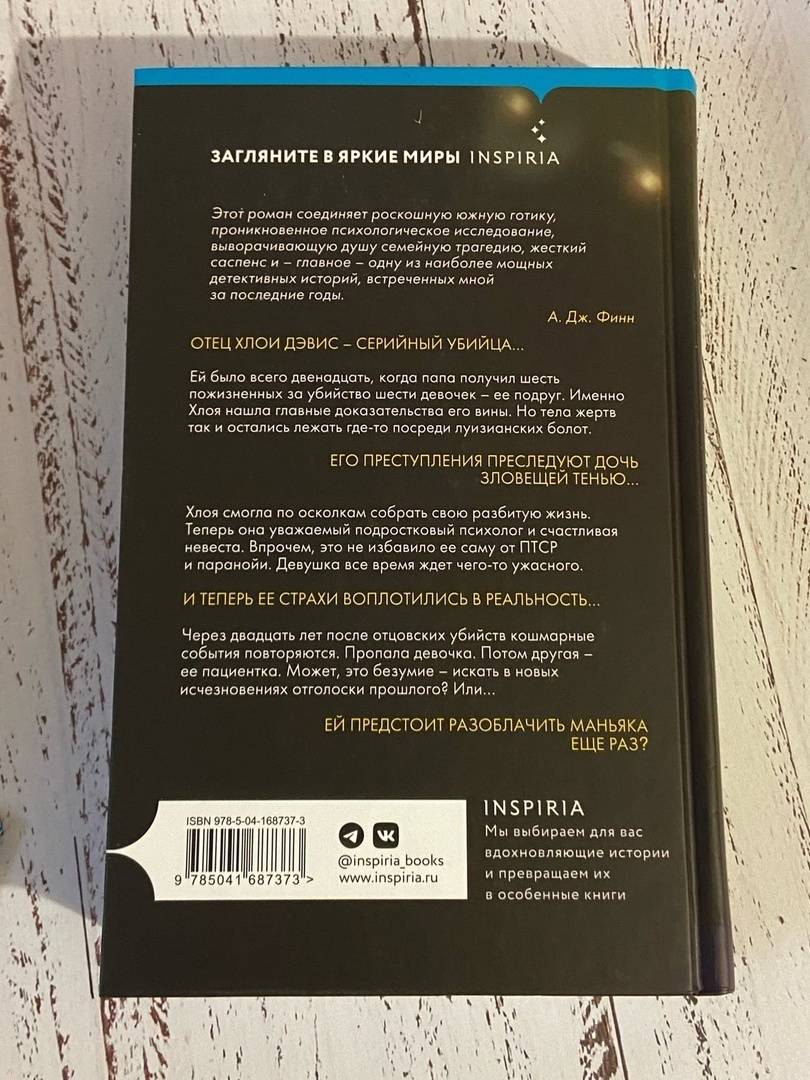 ЗАГЛЯНИТЕ В ЯРКИЕ МИРЫ INSPIRIA
Этот роман соединяет роскошную южную готику,
проникновенное психологическое исследование,
выворачивающую душу семейную трагедию, жесткий
саспенс и – главное – одну из наиболее мощных
детективных историй, встреченных мной
за последние годы.
А. Дж. Финн
ОТЕЦ ХЛОИ ДЭВИС – СЕРИЙНЫЙ УБИЙЦА...
Ей было всего двенадцать, когда папа получил шесть
пожизненных за убийство шести девочек – ее подруг. Именно
Хлоя нашла главные доказательства его вины. Но тела жертв
так и остались лежать где-то посреди луизианских болот.
ЕГО ПРЕСТУПЛЕНИЯ ПРЕСЛЕДУЮТ ДОЧЬ
ЗЛОВЕЩЕЙ ТЕНЬЮ...
Хлоя смогла по осколкам собрать свою разбитую жизнь.
Теперь она уважаемый подростковый психолог и счастливая
невеста. Впрочем, это не избавило ее саму от ПТСР
и паранойи. Девушка все время ждет чего-то ужасного.
И ТЕПЕРЬ ЕЕ СТРАХИ ВОПЛОТИЛИСЬ В РЕАЛЬНОСТЬ...
Через двадцать лет после отцовских убийств кошмарные
события повторяются. Пропала девочка. Потом другая –
ее пациентка. Может, это безумие – искать в новых
исчезновениях отголоски прошлого? Или...
ЕЙ ПРЕДСТОИТ РАЗОБЛАЧИТЬ МАНЬЯКА
ЕЩЕ РАЗ?
ISBN 978-5-04-168737-3
9 785041 687373 >
@inspiria_books
www.inspiria.ru
INSPIRIA
Мы выбираем для вас
вдохновляющие истории
и превращаем их
в особенные книги